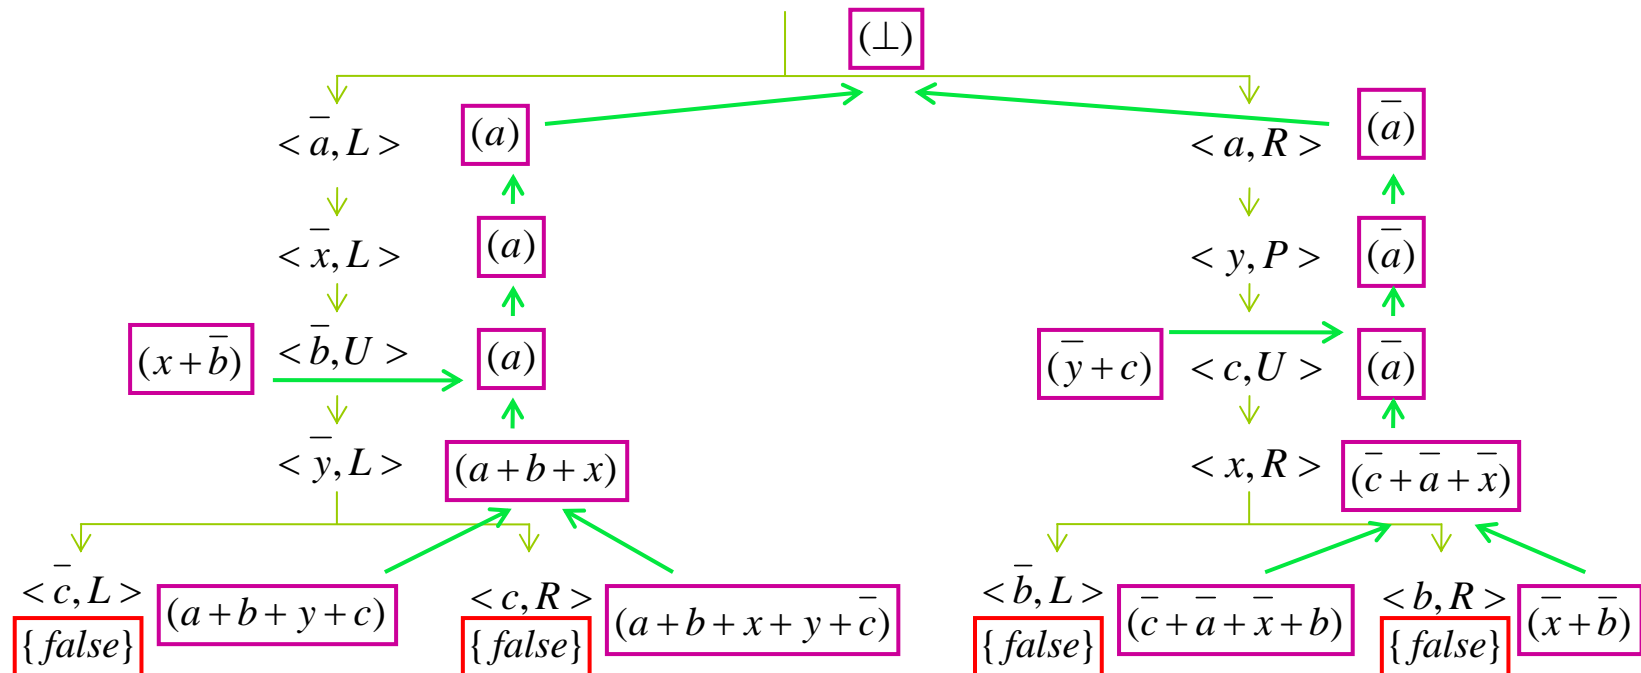 (⊥)
< a̅, L >
(a)
< a, R >
(a̅)
< x̅, L >
(a)
< y, P >
(a̅)
(x + b̅)
< b̅, U >
(a)
(y̅ + c)
< c, U >
(a̅)
< y̅, L >
(a + b + x)
< x, R >
(c̅ + a̅ + x̅)
< c̅, L >
{ false}
(a + b + y + c)
< c, R >
{ false}
(a + b + x + y + c̅)
< b̅, L >
{ false}
(c̅ + a̅ + x̅ + b)
< b, R >
{ false}
(x̅ + b̅)